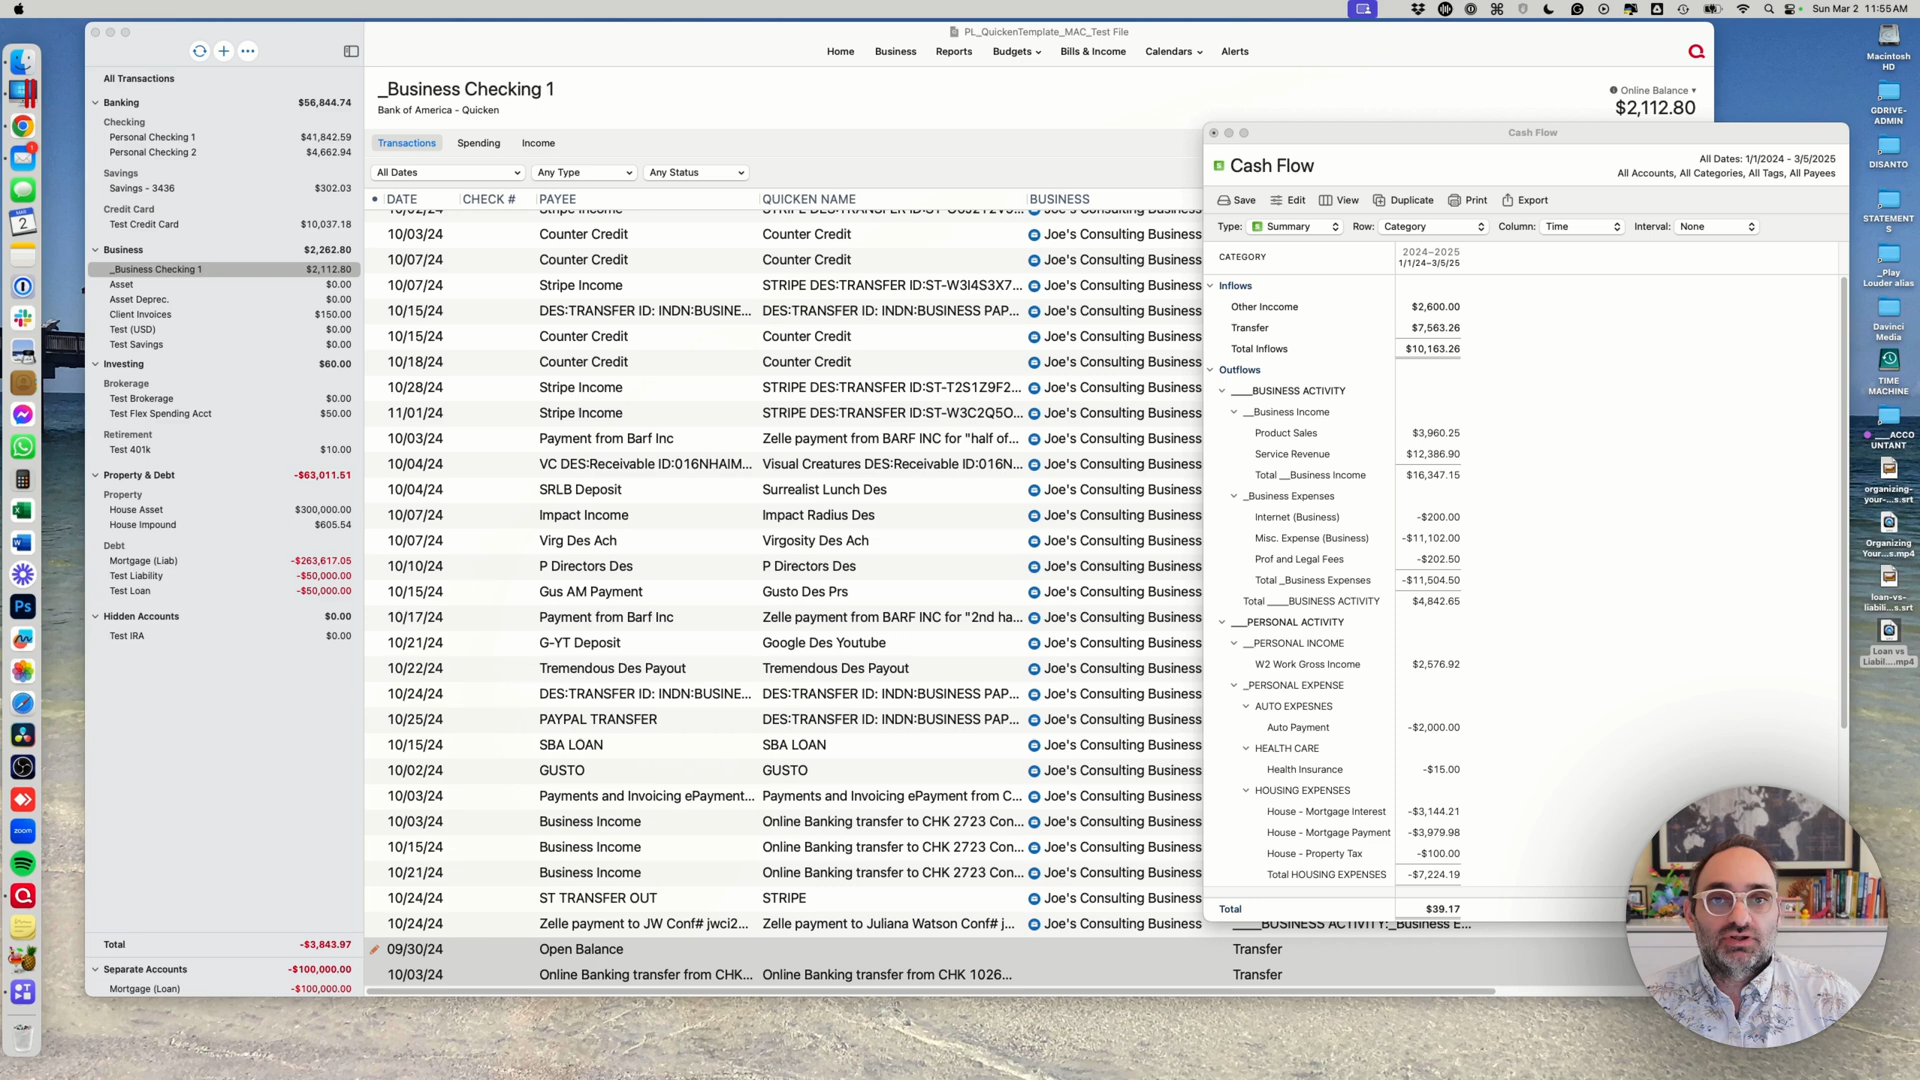 Sun Mar 2 11:55 AM
PL_QuickenTemplate_MAC_Test File
Home Business Reports Budgets Bills & Income Calendars Alerts
All Transactions
Banking $56,844.74
Checking
Personal Checking 1 $41,842.59
Personal Checking 2 $4,662.94
Savings
Savings - 3436 $302.03
Credit Card
Test Credit Card $10,037.18
Business $2,262.80
_Business Checking 1 $2,112.80
Asset $0.00
Asset Deprec. $0.00
Client Invoices $150.00
Test (USD) $0.00
Test Savings $0.00
Investing $60.00
Brokerage
Test Brokerage $0.00
Test Flex Spending Acct $50.00
Retirement
Test 401k $10.00
Property & Debt -$63,011.51
Property
House Asset $300,000.00
House Impound $605.54
Debt
Mortgage (Liab) -$263,617.05
Test Liability -$50,000.00
Test Loan -$50,000.00
Hidden Accounts $0.00
Test IRA $0.00
Total -$3,843.97
Separate Accounts -$100,000.00
Mortgage (Loan) -$100,000.00
_Business Checking 1
Bank of America - Quicken
Online Balance
$2,112.80
Transactions Spending Income
All Dates Any Type Any Status
DATE CHECK # PAYEE QUICKEN NAME BUSINESS
10/03/24 Counter Credit Counter Credit Joe's Consulting Business
10/07/24 Counter Credit Counter Credit Joe's Consulting Business
10/07/24 Stripe Income STRIPE DES:TRANSFER ID:ST-W3I4S3X7... Joe's Consulting Business
10/15/24 DES:TRANSFER ID: INDN:BUSINE... DES:TRANSFER ID: INDN:BUSINESS PAP... Joe's Consulting Business
10/15/24 Counter Credit Counter Credit Joe's Consulting Business
10/18/24 Counter Credit Counter Credit Joe's Consulting Business
10/28/24 Stripe Income STRIPE DES:TRANSFER ID:ST-T2S1Z9F2... Joe's Consulting Business
11/01/24 Stripe Income STRIPE DES:TRANSFER ID:ST-W3C2Q5O... Joe's Consulting Business
10/03/24 Payment from Barf Inc Zelle payment from BARF INC for "half of... Joe's Consulting Business
10/04/24 VC DES:Receivable ID:016NHAIM... Visual Creatures DES:Receivable ID:016N... Joe's Consulting Business
10/04/24 SRLB Deposit Surrealist Lunch Des Joe's Consulting Business
10/07/24 Impact Income Impact Radius Des Joe's Consulting Business
10/07/24 Virg Des Ach Virgosity Des Ach Joe's Consulting Business
10/10/24 P Directors Des P Directors Des Joe's Consulting Business
10/15/24 Gus AM Payment Gusto Des Prs Joe's Consulting Business
10/17/24 Payment from Barf Inc Zelle payment from BARF INC for "2nd ha... Joe's Consulting Business
10/21/24 G-YT Deposit Google Des Youtube Joe's Consulting Business
10/22/24 Tremendous Des Payout Tremendous Des Payout Joe's Consulting Business
10/24/24 DES:TRANSFER ID: INDN:BUSINE... DES:TRANSFER ID: INDN:BUSINESS PAP... Joe's Consulting Business
10/25/24 PAYPAL TRANSFER DES:TRANSFER ID: INDN:BUSINESS PAP... Joe's Consulting Business
10/15/24 SBA LOAN SBA LOAN Joe's Consulting Business
10/02/24 GUSTO GUSTO Joe's Consulting Business
10/03/24 Payments and Invoicing ePayment... Payments and Invoicing ePayment from C... Joe's Consulting Business
10/03/24 Business Income Online Banking transfer to CHK 2723 Con... Joe's Consulting Business
10/15/24 Business Income Online Banking transfer to CHK 2723 Con... Joe's Consulting Business
10/21/24 Business Income Online Banking transfer to CHK 2723 Con... Joe's Consulting Business
10/24/24 ST TRANSFER OUT STRIPE Joe's Consulting Business
10/24/24 Zelle payment to JW Conf# jwci2... Zelle payment to Juliana Watson Conf# j... Joe's Consulting Business ____BUSINESS ACTIVITY:_Business E...
09/30/24 Open Balance Transfer
10/03/24 Online Banking transfer from CHK... Online Banking transfer from CHK 1026... Transfer
Cash Flow
Cash Flow
All Dates: 1/1/2024 - 3/5/2025
All Accounts, All Categories, All Tags, All Payees
Save Edit View Duplicate Print Export
Type: Summary Row: Category Column: Time Interval: None
CATEGORY 2024–2025
1/1/24–3/5/25
Inflows
Other Income $2,600.00
Transfer $7,563.26
Total Inflows $10,163.26
Outflows
____BUSINESS ACTIVITY
__Business Income
Product Sales $3,960.25
Service Revenue $12,386.90
Total __Business Income $16,347.15
_Business Expenses
Internet (Business) -$200.00
Misc. Expense (Business) -$11,102.00
Prof and Legal Fees -$202.50
Total _Business Expenses -$11,504.50
Total ____BUSINESS ACTIVITY $4,842.65
___PERSONAL ACTIVITY
__PERSONAL INCOME
W2 Work Gross Income $2,576.92
_PERSONAL EXPENSE
AUTO EXPESNES
Auto Payment -$2,000.00
HEALTH CARE
Health Insurance -$15.00
HOUSING EXPENSES
House - Mortgage Interest -$3,144.21
House - Mortgage Payment -$3,979.98
House - Property Tax -$100.00
Total HOUSING EXPENSES -$7,224.19
Total $39.17
Macintosh
HD
GDRIVE-
ADMIN
DISANTO
STATEMENT
S
_Play
Louder alias
Davinci
Media
TIME
MACHINE
___ACCO
UNTANT
organizing-
your-...s.srt
Organizing
Your...s.mp4
loan-vs-
liabili...s.srt
Loan vs
Liabil....mp4
MAR
2
1
Ps
zoom